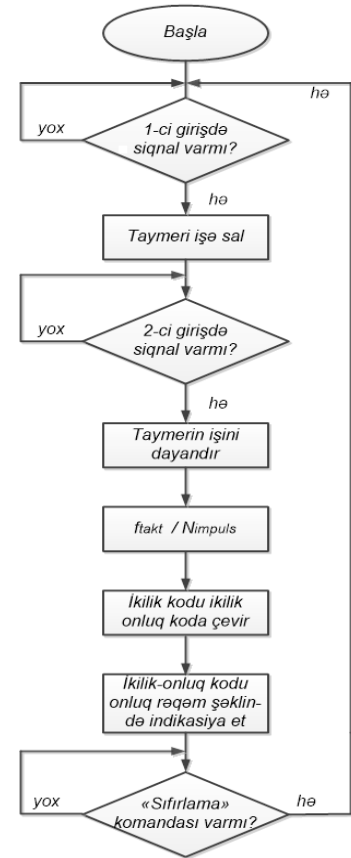 Başla
hə
yox
1-ci girişdə
siqnal varmı?
hə
Taymeri işə sal
yox
2-ci girişdə
siqnal varmı?
hə
Taymerin işini
dayandır
ftakt / Nimpuls
İkilik kodu ikilik
onluq koda çevir
İkilik-onluq kodu
onluq rəqəm şəklin-
də indikasiya et
yox
«Sıfırlama»
komandası varmı?
hə